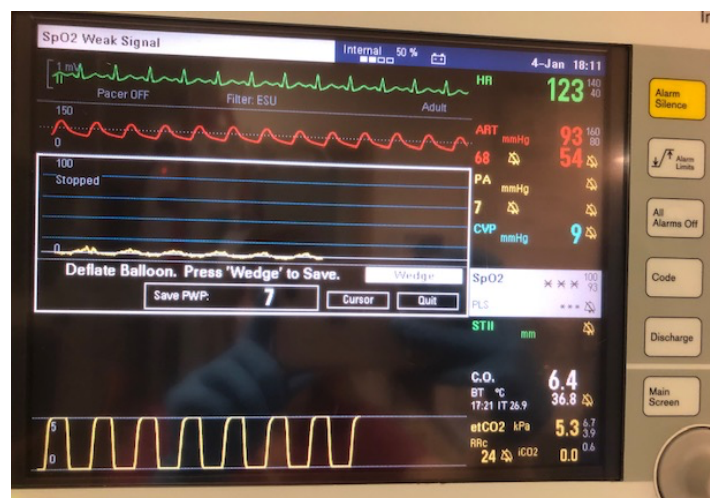 In
SpO2 Weak Signal
Internal 50 %
4-Jan 18:11
1 mV
II
Pacer OFF
Filter: ESU
Adult
HR
123
140
40
150
0
ART mmHg
93
160
80
68
54
100
Stopped
0
PA mmHg
7
CVP mmHg
9
Deflate Balloon. Press 'Wedge' to Save.
Wedge
Save PWP: 7
Cursor
Quit
SpO2
100
93
PLS ---
STII mm
C.O.
6.4
BT °C
36.8
17:21 IT 26.9
5
0
etCO2 kPa
5.3
6.7
3.9
RRc
24
iCO2
0.0
0.6
Alarm
Silence
Alarm
Limits
All
Alarms Off
Code
Discharge
Main
Screen